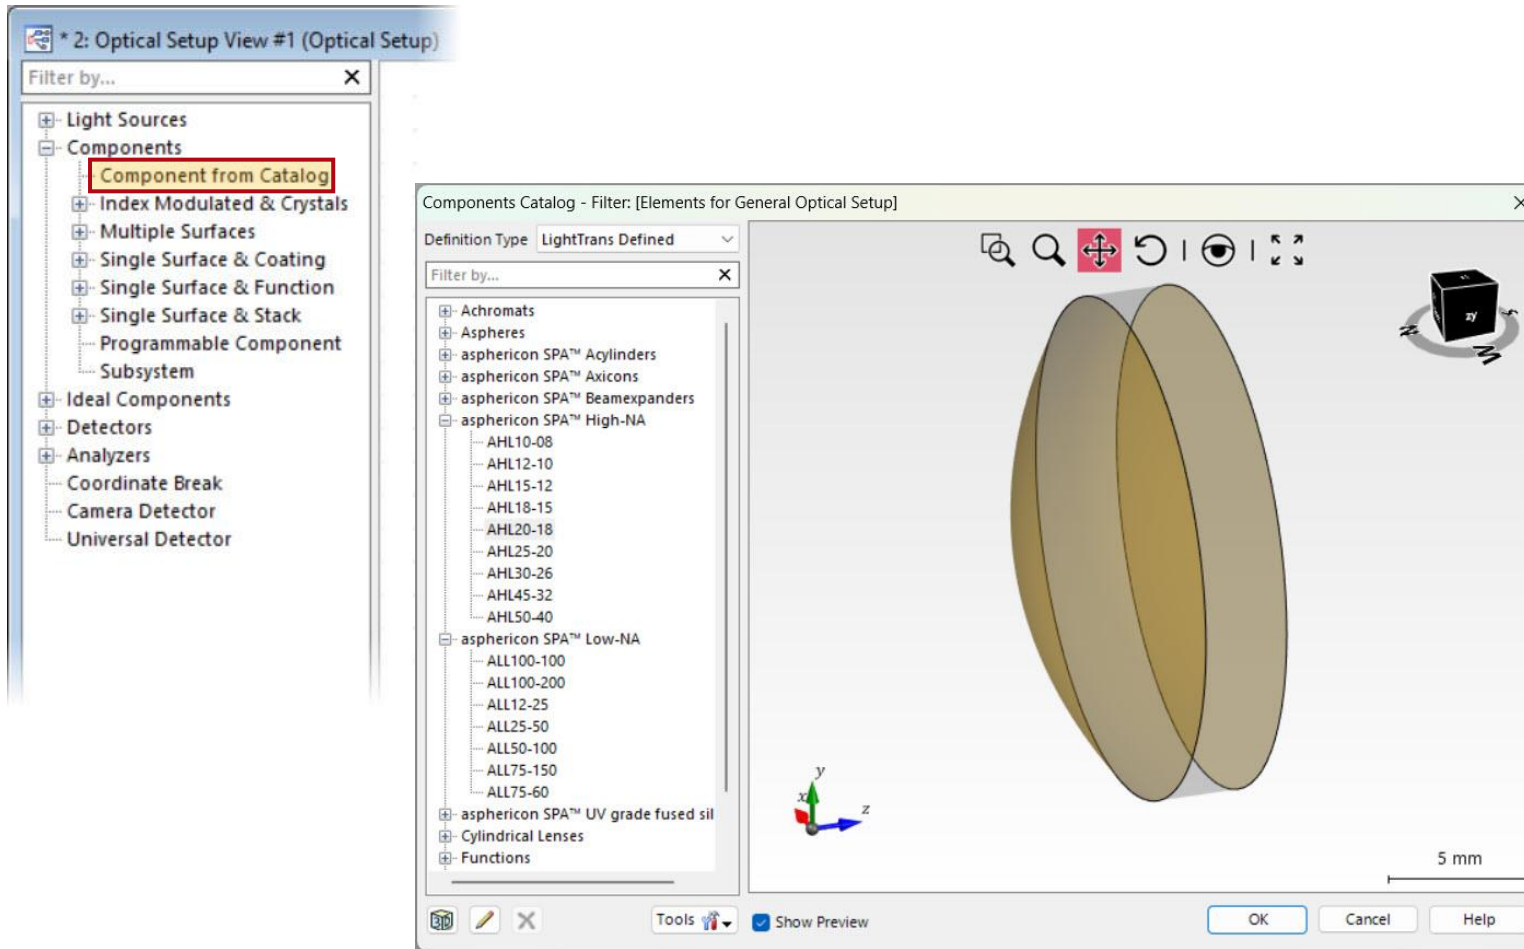 * 2: Optical Setup View #1 (Optical Setup)
Filter by...
Light Sources
Components
Component from Catalog
Index Modulated & Crystals
Multiple Surfaces
Single Surface & Coating
Single Surface & Function
Single Surface & Stack
Programmable Component
Subsystem
Ideal Components
Detectors
Analyzers
Coordinate Break
Camera Detector
Universal Detector
Components Catalog - Filter: [Elements for General Optical Setup]
Definition Type LightTrans Defined
Filter by...
Achromats
Aspheres
asphericon SPA™ Acylinders
asphericon SPA™ Axicons
asphericon SPA™ Beamexpanders
asphericon SPA™ High-NA
AHL10-08
AHL12-10
AHL15-12
AHL18-15
AHL20-18
AHL25-20
AHL30-26
AHL45-32
AHL50-40
asphericon SPA™ Low-NA
ALL100-100
ALL100-200
ALL12-25
ALL25-50
ALL50-100
ALL75-150
ALL75-60
asphericon SPA™ UV grade fused sil
Cylindrical Lenses
Functions
zy
y
x
z
5 mm
3D
Tools
Show Preview
OK
Cancel
Help